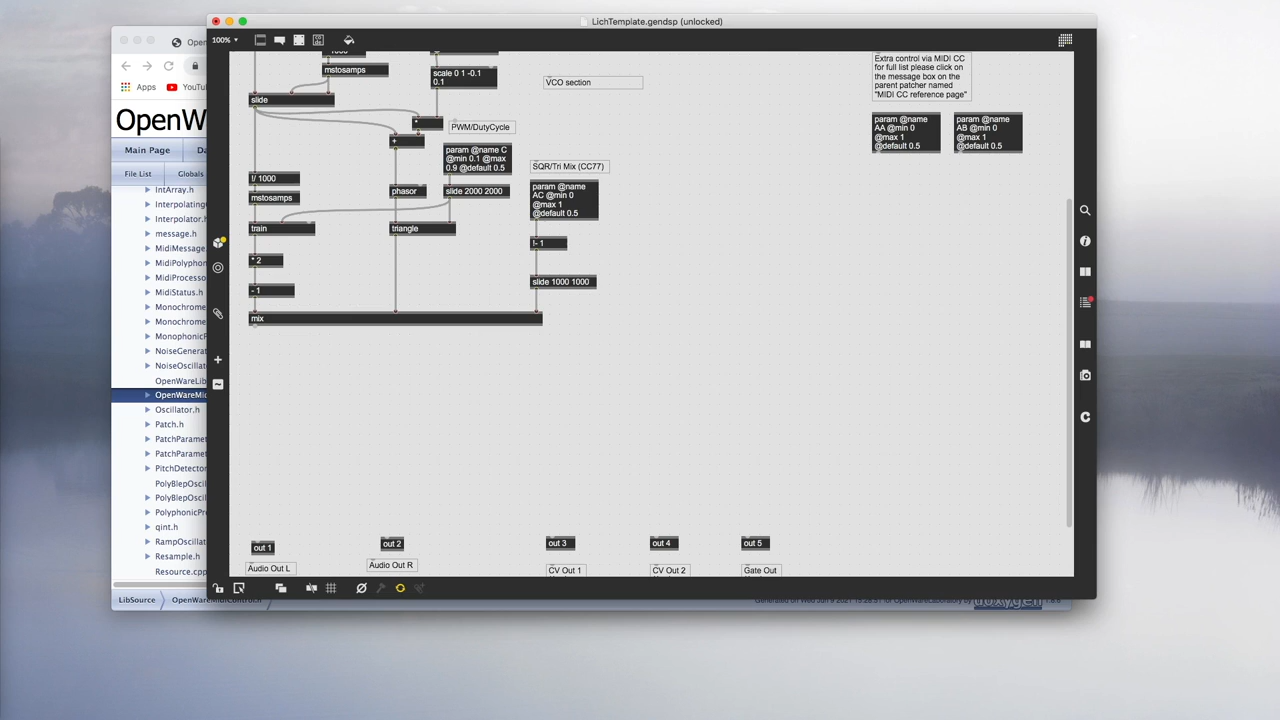 LichTemplate.gendsp (unlocked)
100%
Open
Apps
YouTu
OpenW
Main Page
Da
File List
Globals
IntArray.h
Interpolating
Interpolator.h
message.h
MidiMessage.
MidiPolyphon
MidiProcesso
MidiStatus.h
Monochrome
Monochrome
MonophonicP
NoiseGenerat
NoiseOscillat
OpenWareLib
OpenWareMid
Oscillator.h
Patch.h
PatchParamet
PatchParamet
PitchDetector
PolyBlepOscil
PolyBlepOscil
PolyphonicPro
qint.h
RampOscillat
Resample.h
Resource.cpp
LibSource
mstosamps
scale 0 1 -0.1
0.1
VCO section
slide
*
PWM/DutyCycle
+
param @name C
@min 0.1 @max
0.9 @default 0.5
SQR/Tri Mix (CC77)
!/ 1000
mstosamps
phasor
slide 2000 2000
param @name
AC @min 0
@max 1
@default 0.5
train
triangle
!- 1
* 2
slide 1000 1000
- 1
mix
Extra control via MIDI CC
for full list please click on
the message box on the
parent patcher named
"MIDI CC reference page"
param @name
AA @min 0
@max 1
@default 0.5
param @name
AB @min 0
@max 1
@default 0.5
out 1
out 2
out 3
out 4
out 5
Audio Out L
Audio Out R
CV Out 1
CV Out 2
Gate Out